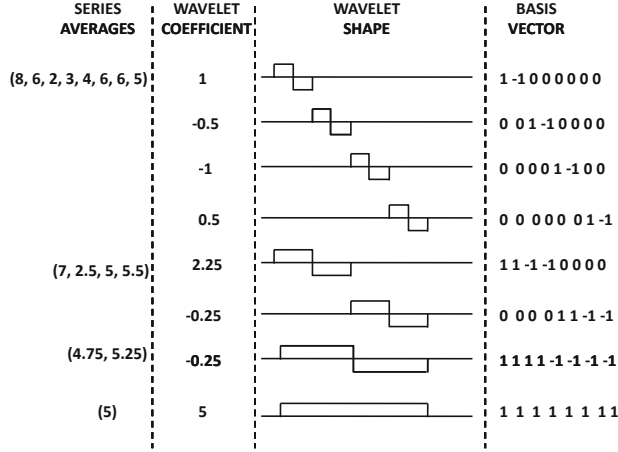 SERIES AVERAGES WAVELET COEFFICIENT WAVELET SHAPE BASIS VECTOR
(8, 6, 2, 3, 4, 6, 6, 5) 1 1 -1 0 0 0 0 0 0
-0.5 0 0 1 -1 0 0 0 0
-1 0 0 0 0 1 -1 0 0
0.5 0 0 0 0 0 0 1 -1
(7, 2.5, 5, 5.5) 2.25 1 1 -1 -1 0 0 0 0
-0.25 0 0 0 0 1 1 -1 -1
(4.75, 5.25) -0.25 1 1 1 1 -1 -1 -1 -1
(5) 5 1 1 1 1 1 1 1 1